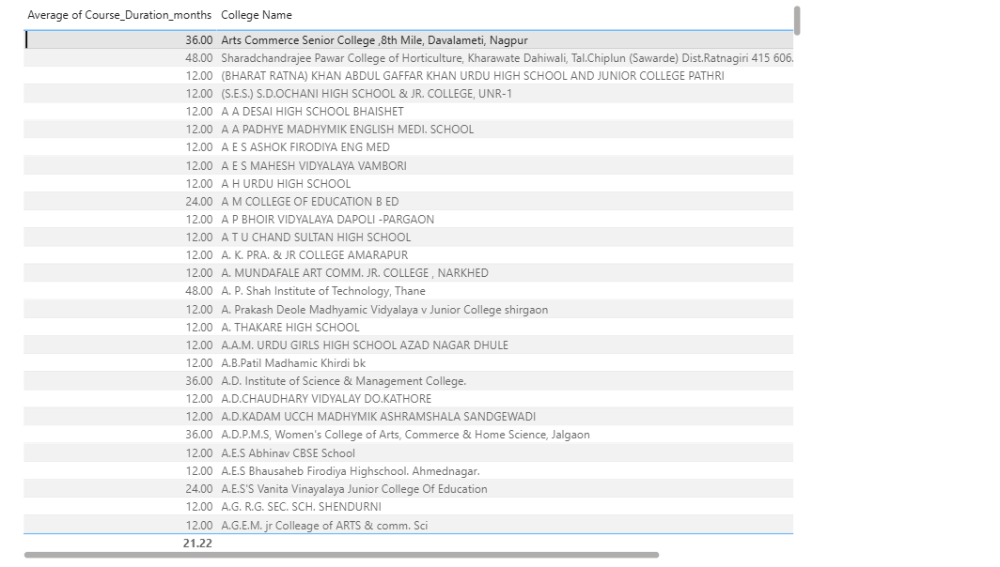 Average of Course_Duration_months College Name
36.00 Arts Commerce Senior College ,8th Mile, Davalameti, Nagpur
48.00 Sharadchandrajee Pawar College of Horticulture, Kharawate Dahiwali, Tal.Chiplun (Sawarde) Dist.Ratnagiri 415 606.
12.00 (BHARAT RATNA) KHAN ABDUL GAFFAR KHAN URDU HIGH SCHOOL AND JUNIOR COLLEGE PATHRI
12.00 (S.E.S.) S.D.OCHANI HIGH SCHOOL & JR. COLLEGE, UNR-1
12.00 A A DESAI HIGH SCHOOL BHAISHET
12.00 A A PADHYE MADHYMIK ENGLISH MEDI. SCHOOL
12.00 A E S ASHOK FIRODIYA ENG MED
12.00 A E S MAHESH VIDYALAYA VAMBORI
12.00 A H URDU HIGH SCHOOL
24.00 A M COLLEGE OF EDUCATION B ED
12.00 A P BHOIR VIDYALAYA DAPOLI -PARGAON
12.00 A T U CHAND SULTAN HIGH SCHOOL
12.00 A. K. PRA. & JR COLLEGE AMARAPUR
12.00 A. MUNDAFALE ART COMM. JR. COLLEGE , NARKHED
48.00 A. P. Shah Institute of Technology, Thane
12.00 A. Prakash Deole Madhyamic Vidyalaya v Junior College shirgaon
12.00 A. THAKARE HIGH SCHOOL
12.00 A.A.M. URDU GIRLS HIGH SCHOOL AZAD NAGAR DHULE
12.00 A.B.Patil Madhamic Khirdi bk
36.00 A.D. Institute of Science & Management College.
12.00 A.D.CHAUDHARY VIDYALAY DO.KATHORE
12.00 A.D.KADAM UCCH MADHYMIK ASHRAMSHALA SANDGEWADI
36.00 A.D.P.M.S, Women's College of Arts, Commerce & Home Science, Jalgaon
12.00 A.E.S Abhinav CBSE School
12.00 A.E.S Bhausaheb Firodiya Highschool. Ahmednagar.
24.00 A.E.S'S Vanita Vinayalaya Junior College Of Education
12.00 A.G. R.G. SEC. SCH. SHENDURNI
12.00 A.G.E.M. jr Colleage of ARTS & comm. Sci
21.22